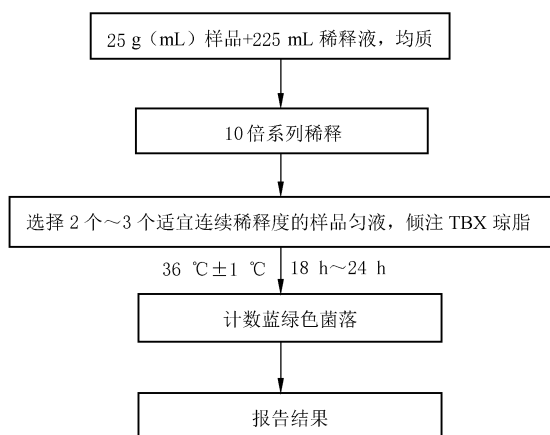 25 g（mL）样品+225 mL 稀释液，均质
10倍系列稀释
选择 2 个～3 个适宜连续稀释度的样品匀液，倾注 TBX 琼脂
36 ℃±1 ℃ 18 h～24 h
计数蓝绿色菌落
报告结果